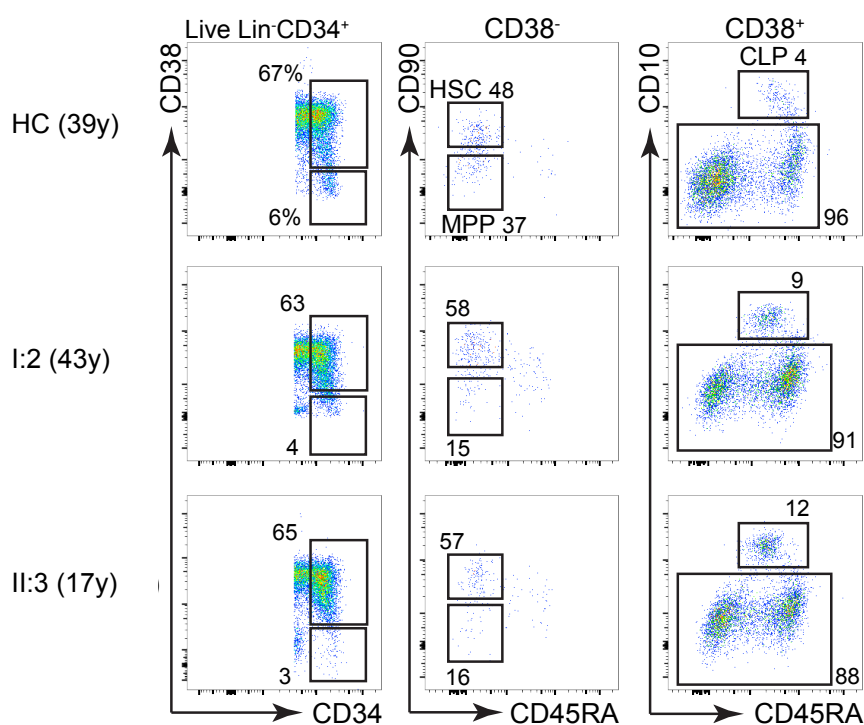 Live Lin-CD34+
CD38-
CD38+
CD38
CD90
CD10
HC (39y)
67%
6%
HSC 48
MPP 37
CLP 4
96
I:2 (43y)
63
4
58
15
9
91
II:3 (17y)
65
3
57
16
12
88
CD34
CD45RA
CD45RA